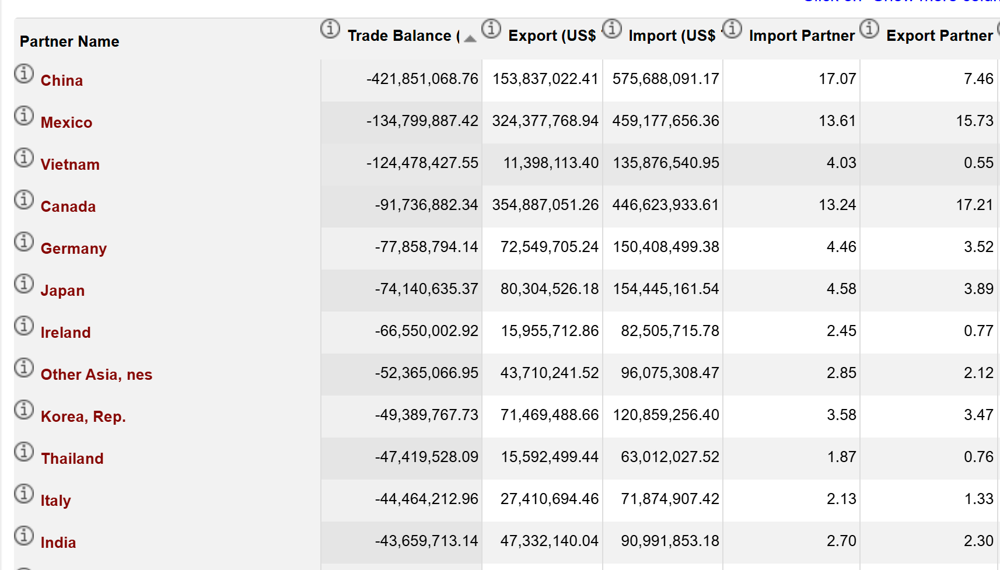 Partner Name Trade Balance ( Export (US$ Import (US$ Import Partner Export Partner
China -421,851,068.76 153,837,022.41 575,688,091.17 17.07 7.46
Mexico -134,799,887.42 324,377,768.94 459,177,656.36 13.61 15.73
Vietnam -124,478,427.55 11,398,113.40 135,876,540.95 4.03 0.55
Canada -91,736,882.34 354,887,051.26 446,623,933.61 13.24 17.21
Germany -77,858,794.14 72,549,705.24 150,408,499.38 4.46 3.52
Japan -74,140,635.37 80,304,526.18 154,445,161.54 4.58 3.89
Ireland -66,550,002.92 15,955,712.86 82,505,715.78 2.45 0.77
Other Asia, nes -52,365,066.95 43,710,241.52 96,075,308.47 2.85 2.12
Korea, Rep. -49,389,767.73 71,469,488.66 120,859,256.40 3.58 3.47
Thailand -47,419,528.09 15,592,499.44 63,012,027.52 1.87 0.76
Italy -44,464,212.96 27,410,694.46 71,874,907.42 2.13 1.33
India -43,659,713.14 47,332,140.04 90,991,853.18 2.70 2.30